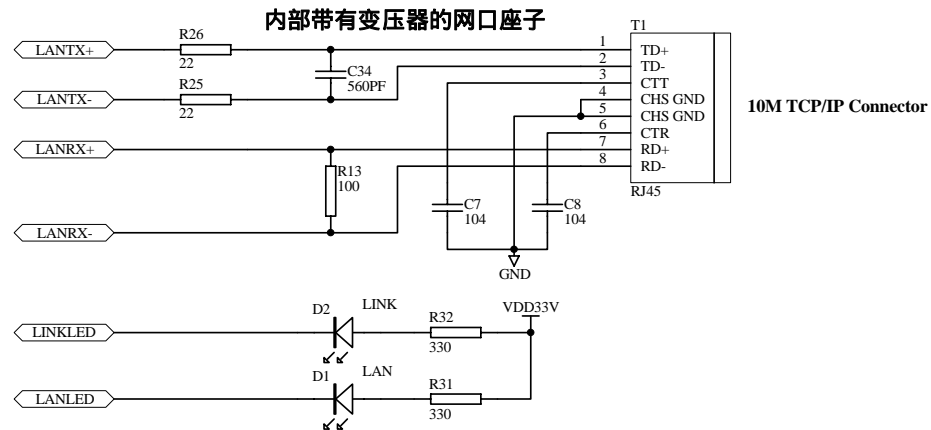 内部带有变压器的网口座子
T1
LANTX+
R26
22
C34
560PF
LANTX-
R25
22
1
TD+
2
TD-
3
CTT
4
CHS GND
5
CHS GND
6
CTR
7
RD+
8
RD-
RJ45
10M TCP/IP Connector
LANRX+
R13
100
LANRX-
C7
104
C8
104
GND
VDD33V
LINKLED
D2
LINK
R32
330
LANLED
D1
LAN
R31
330